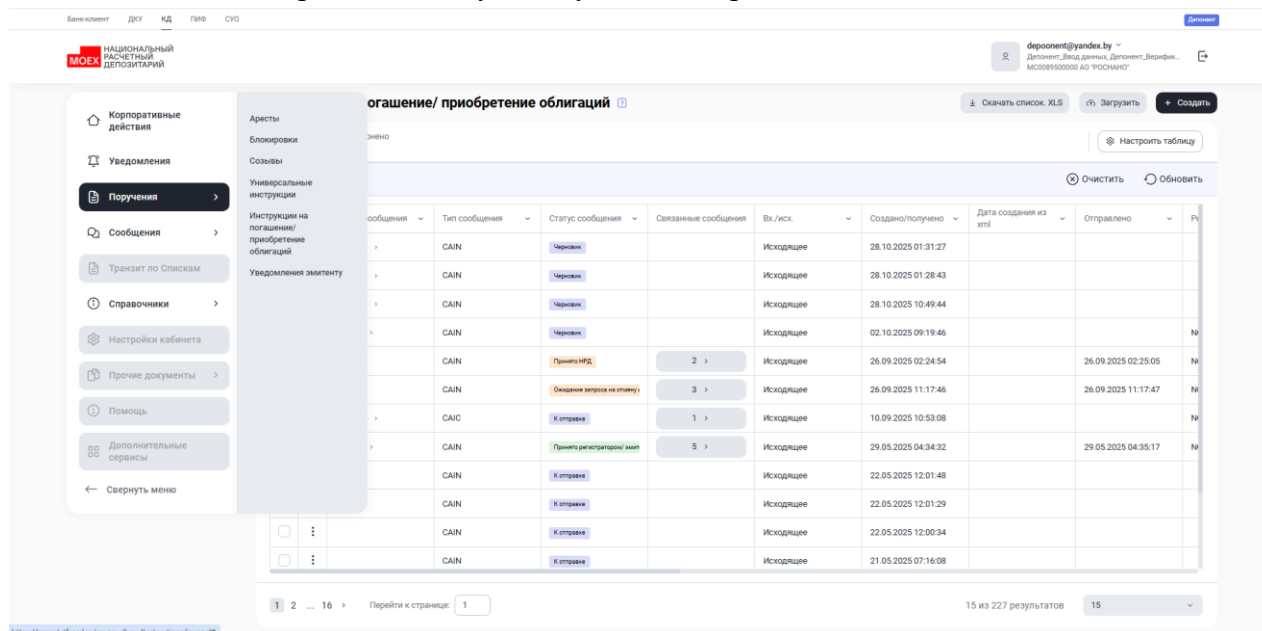 Банк-клиент ДКУ КД ПИФ СУО Депонент
MOEX НАЦИОНАЛЬНЫЙ РАСЧЕТНЫЙ ДЕПОЗИТАРИЙ
depoonent@yandex.by
Депонент_Ввод данных, Депонент_Верифик...
MC0089500000 АО "РОСНАНО"
Корпоративные действия
Уведомления
Поручения
Сообщения
Транзит по Спискам
Справочники
Настройки кабинета
Прочие документы
Помощь
Дополнительные сервисы
Свернуть меню
Аресты
Блокировки
Созывы
Универсальные инструкции
Инструкции на погашение/ приобретение облигаций
Уведомления эмитенту
огашение/ приобретение облигаций
Скачать список. XLS Загрузить + Создать
Настроить таблицу
Очистить Обновить
ообщения Тип сообщения Статус сообщения Связанные сообщения Вх./исх. Создано/получено Дата создания из xml Отправлено
CAIN Черновик Исходящее 28.10.2025 01:31:27
CAIN Черновик Исходящее 28.10.2025 01:28:43
CAIN Черновик Исходящее 28.10.2025 10:49:44
CAIN Черновик Исходящее 02.10.2025 09:19:46
CAIN Принято НРД 2 Исходящее 26.09.2025 02:24:54 26.09.2025 02:25:05
CAIN Ожидание запроса на отмену 3 Исходящее 26.09.2025 11:17:46 26.09.2025 11:17:47
CAIC К отправке 1 Исходящее 10.09.2025 10:53:08
CAIN Принято регистратором/ эмит 5 Исходящее 29.05.2025 04:34:32 29.05.2025 04:35:17
CAIN К отправке Исходящее 22.05.2025 12:01:48
CAIN К отправке Исходящее 22.05.2025 12:01:29
CAIN К отправке Исходящее 22.05.2025 12:00:34
CAIN К отправке Исходящее 21.05.2025 07:16:08
1 2 ... 16 Перейти к странице: 1 15 из 227 результатов 15